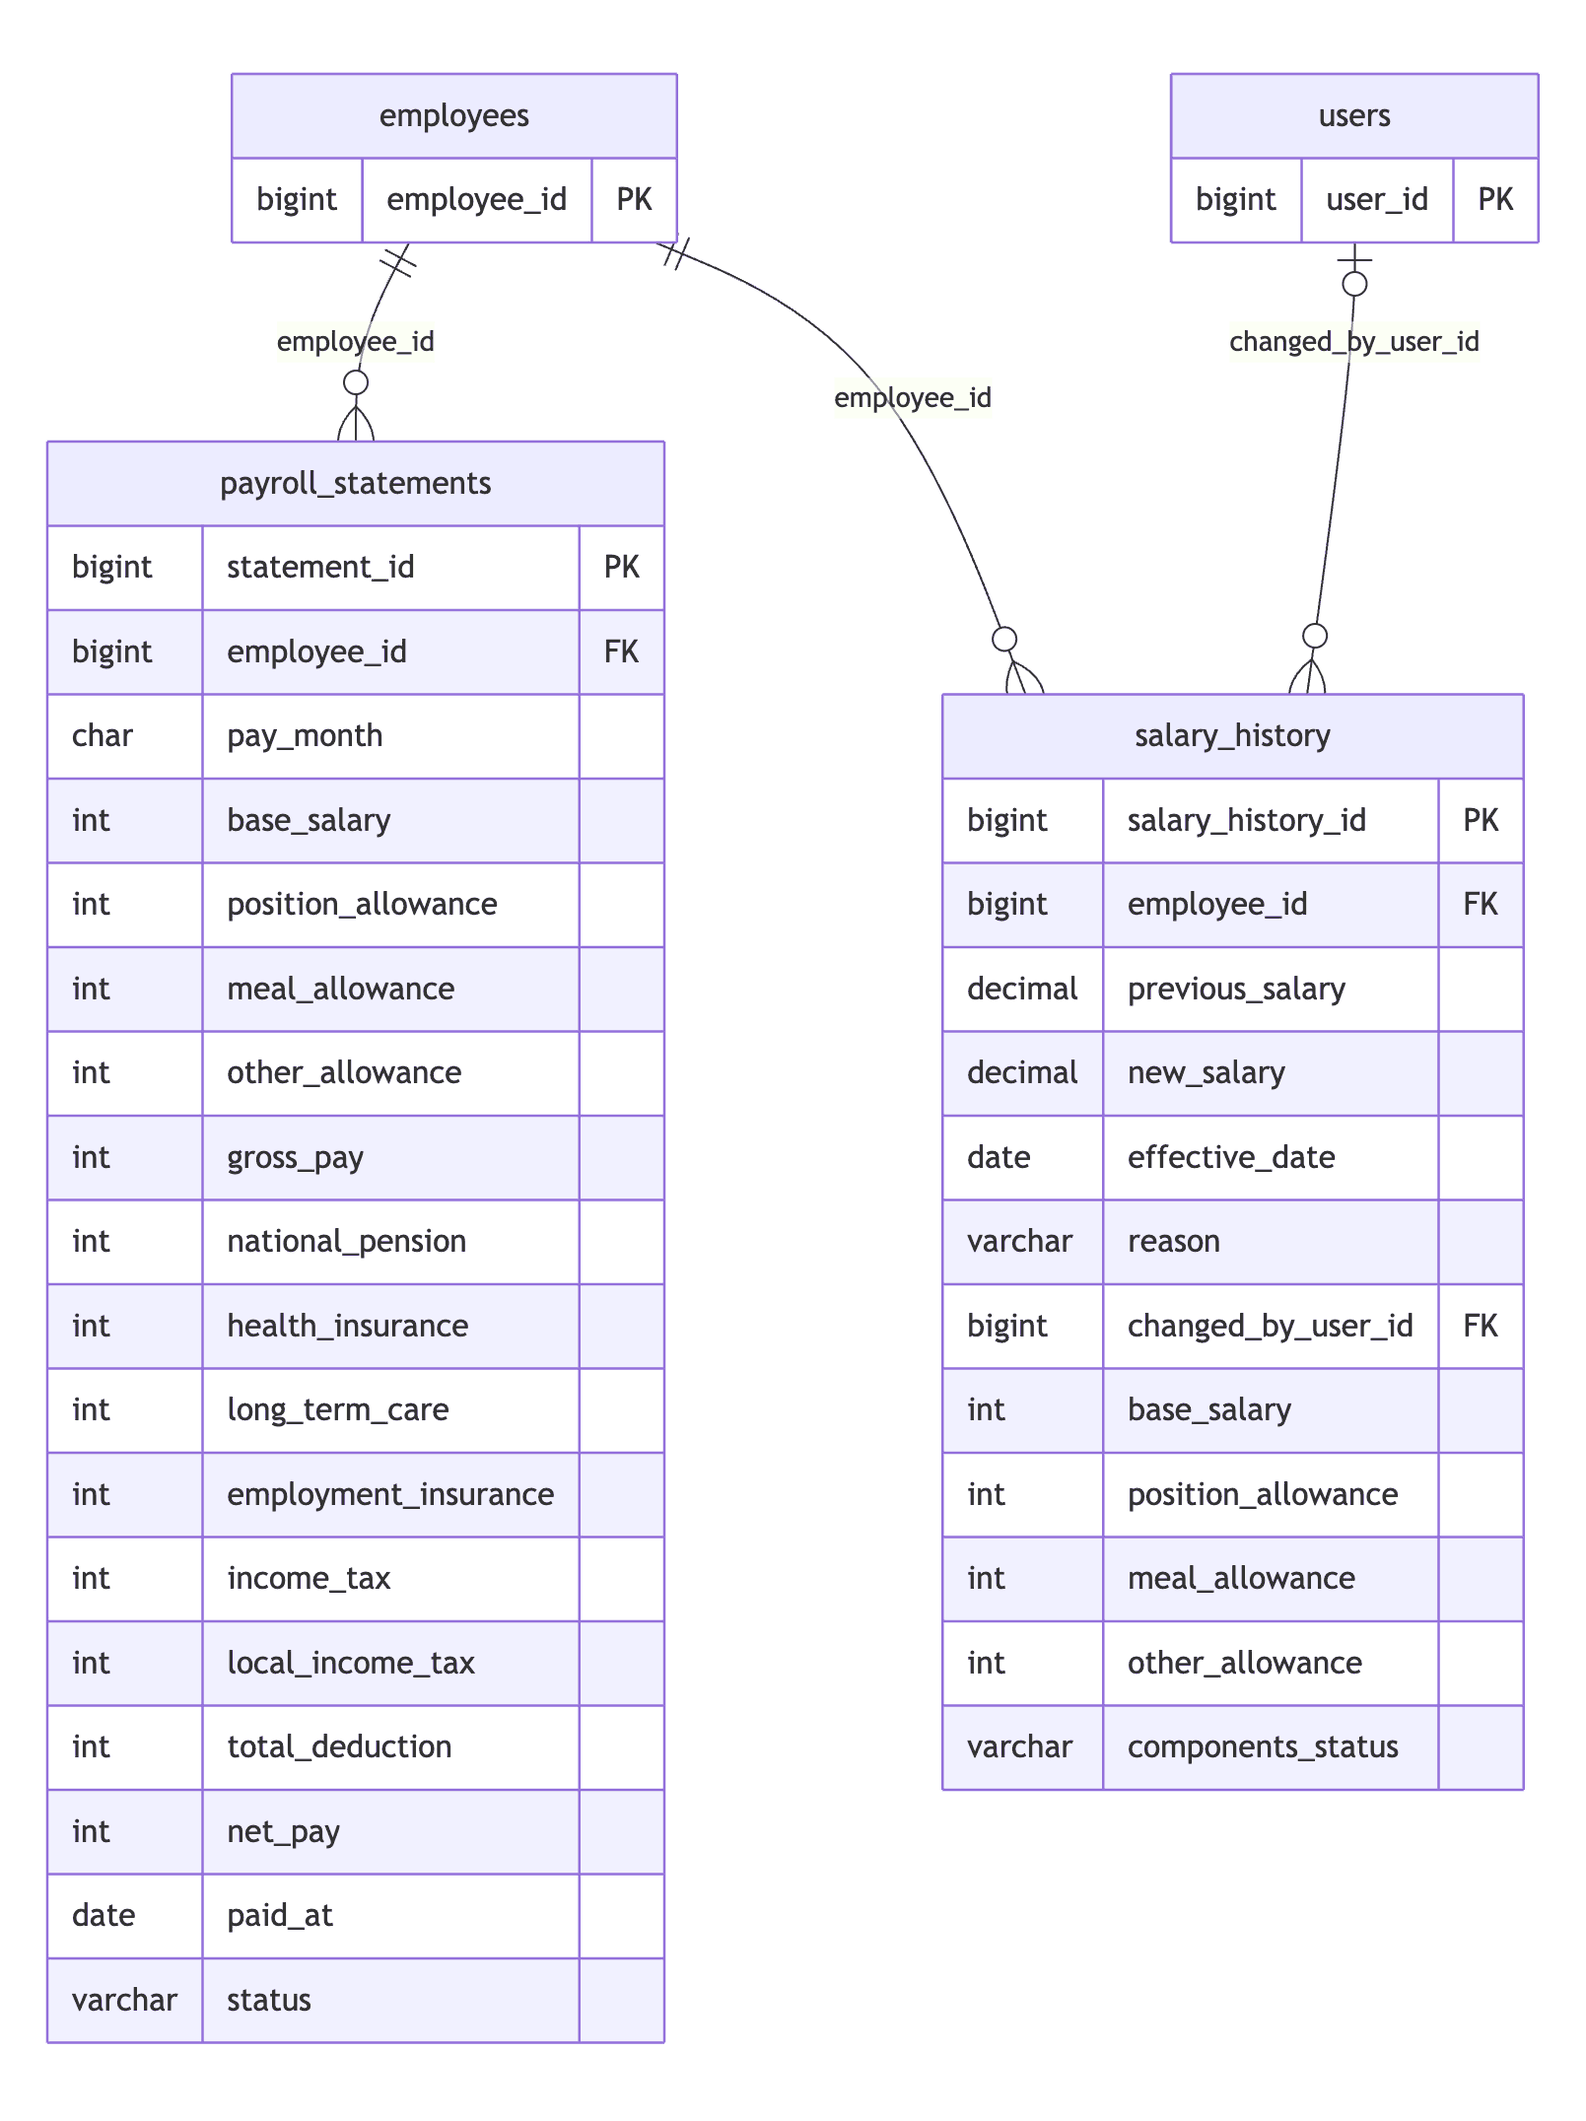 employees
bigint employee_id PK
users
bigint user_id PK
employee_id
changed_by_user_id
employee_id
payroll_statements
bigint statement_id PK
bigint employee_id FK
char pay_month
int base_salary
int position_allowance
int meal_allowance
int other_allowance
int gross_pay
int national_pension
int health_insurance
int long_term_care
int employment_insurance
int income_tax
int local_income_tax
int total_deduction
int net_pay
date paid_at
varchar status
salary_history
bigint salary_history_id PK
bigint employee_id FK
decimal previous_salary
decimal new_salary
date effective_date
varchar reason
bigint changed_by_user_id FK
int base_salary
int position_allowance
int meal_allowance
int other_allowance
varchar components_status